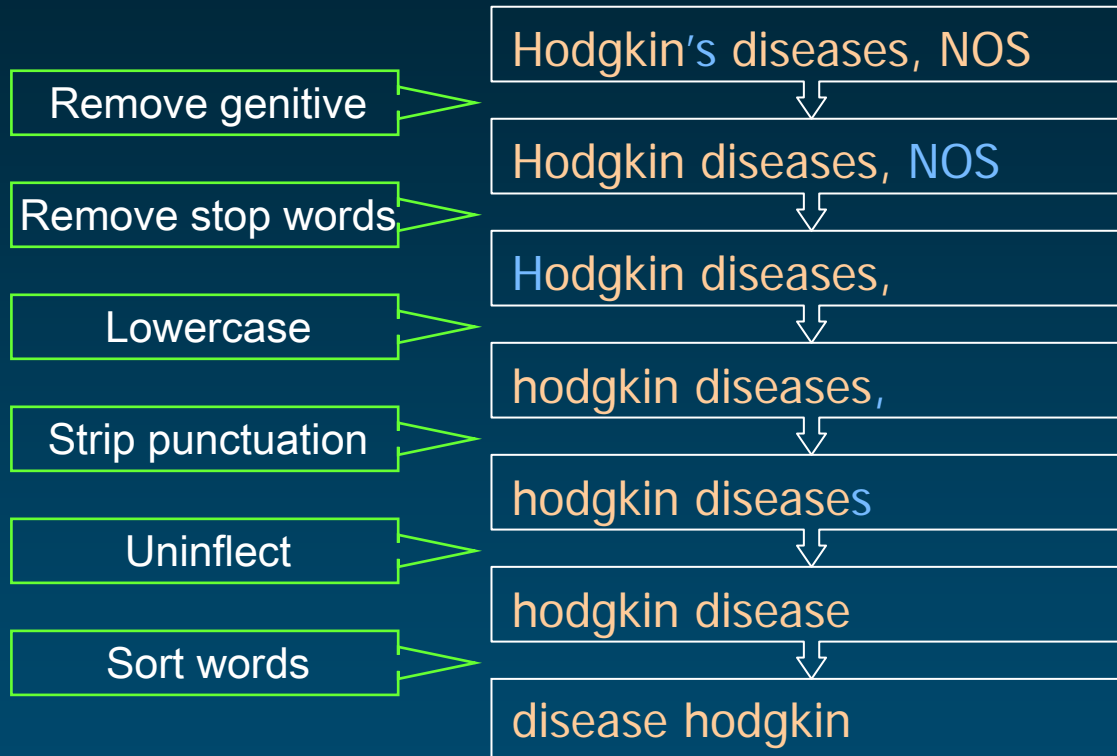 Hodgkin's diseases, NOS
Remove genitive
Hodgkin diseases, NOS
Remove stop words
Hodgkin diseases,
Lowercase
hodgkin diseases,
Strip punctuation
hodgkin diseases
Uninflect
hodgkin disease
Sort words
disease hodgkin